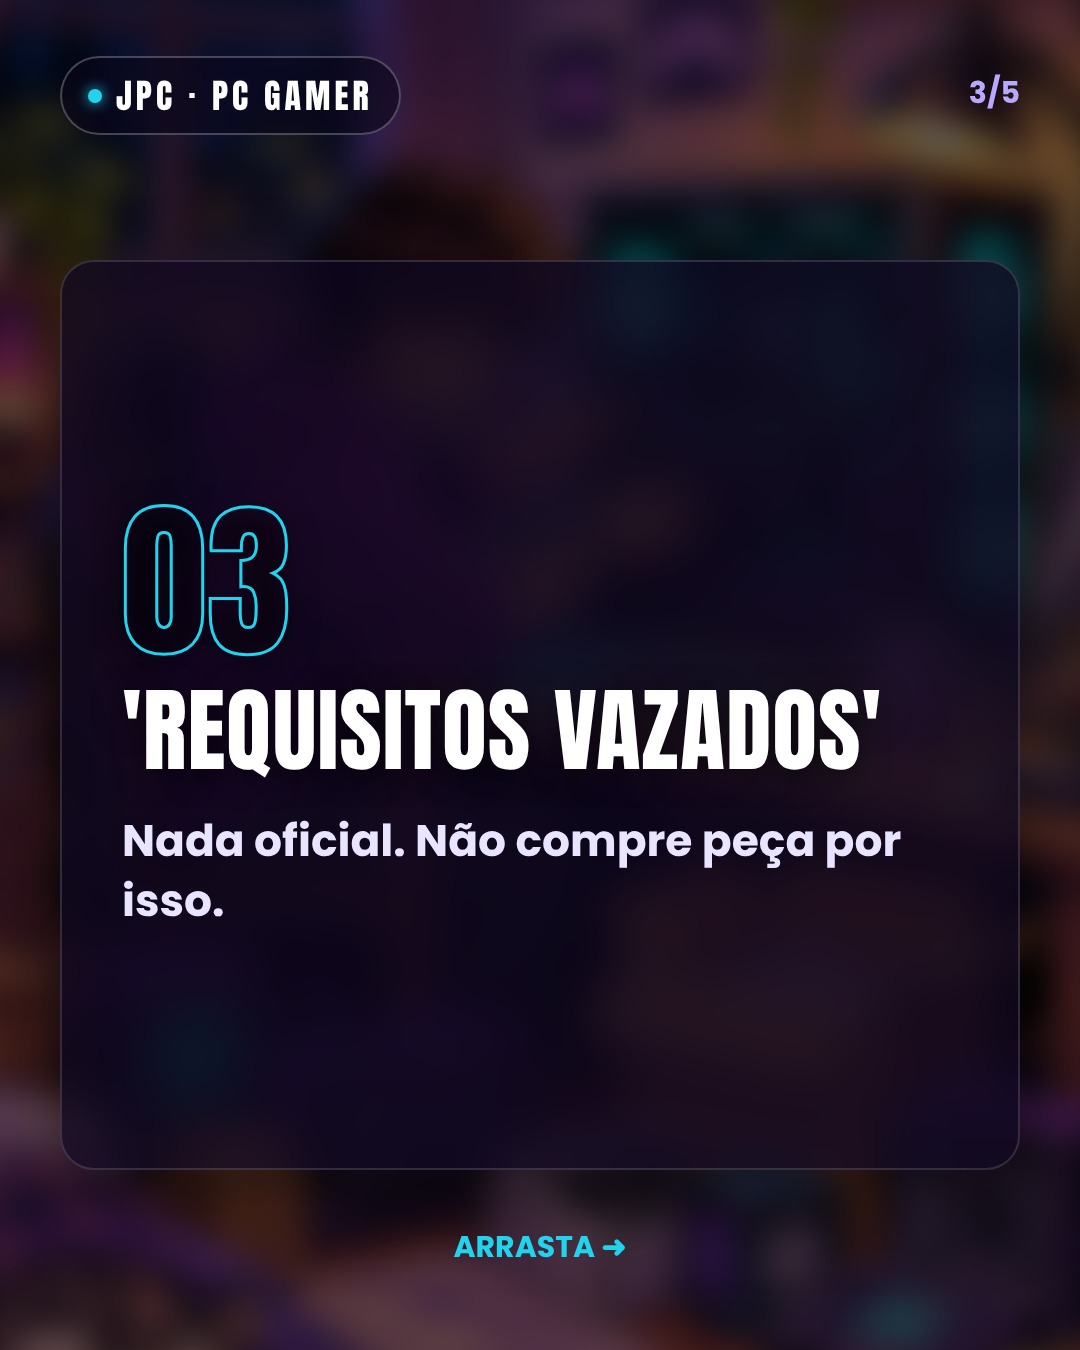 JPC · PC GAMER
3/5
03
'REQUISITOS VAZADOS'
Nada oficial. Não compre peça por
isso.
ARRASTA ➜